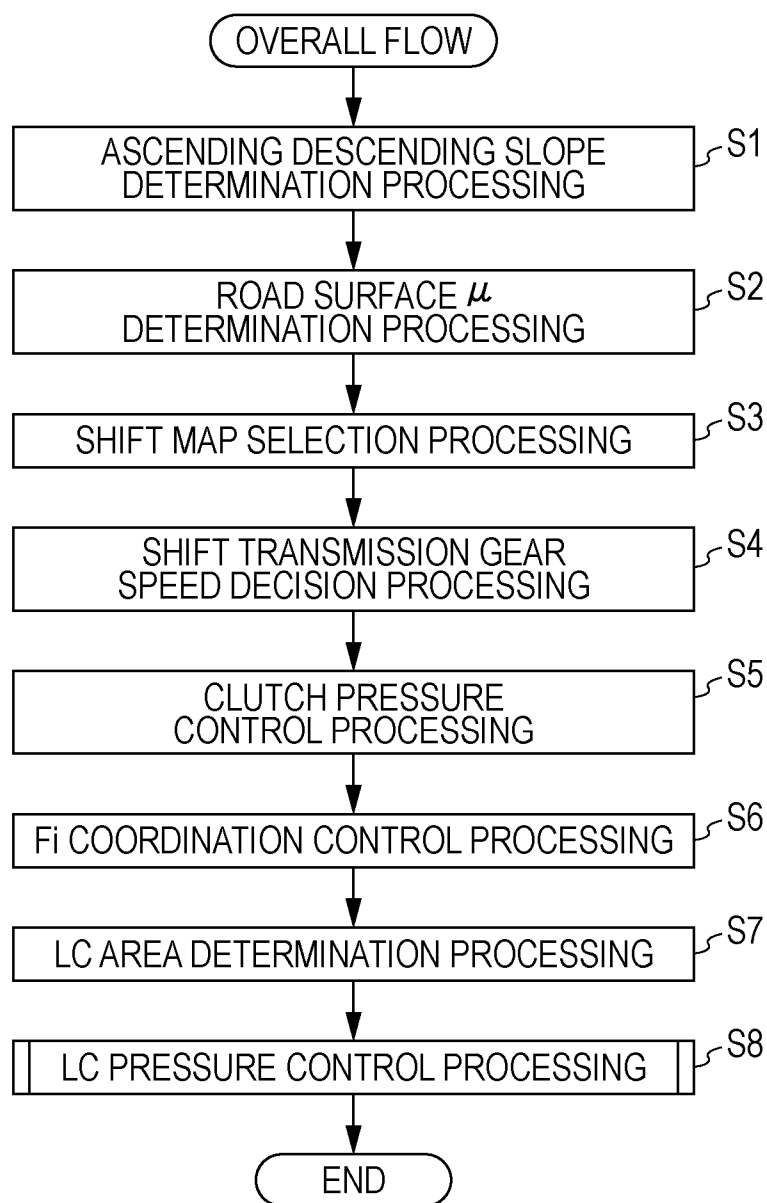 OVERALL FLOW
ASCENDING DESCENDING SLOPE
DETERMINATION PROCESSING
S1
ROAD SURFACE μ
DETERMINATION PROCESSING
S2
SHIFT MAP SELECTION PROCESSING
S3
SHIFT TRANSMISSION GEAR
SPEED DECISION PROCESSING
S4
CLUTCH PRESSURE
CONTROL PROCESSING
S5
Fi COORDINATION CONTROL PROCESSING
S6
LC AREA DETERMINATION PROCESSING
S7
LC PRESSURE CONTROL PROCESSING
S8
END